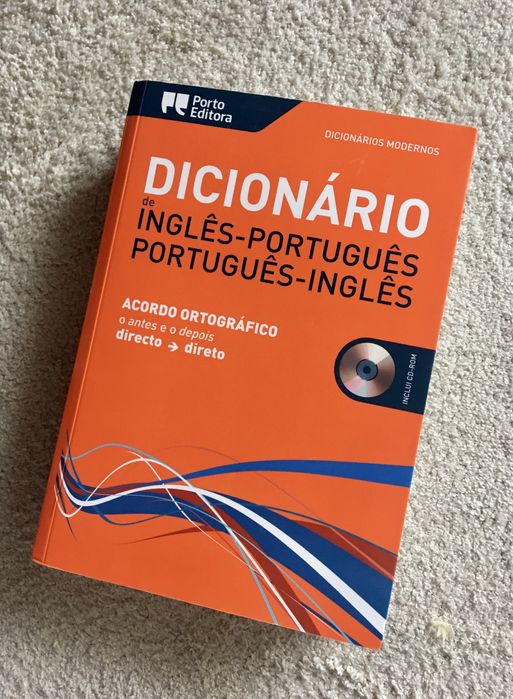 Porto
Editora
DICIONÁRIOS MODERNOS
DICIONÁRIO
de
INGLÊS-PORTUGUÊS
PORTUGUÊS-INGLÊS
ACORDO ORTOGRÁFICO
o antes e o depois
directo → direto
INCLUI CD-ROM